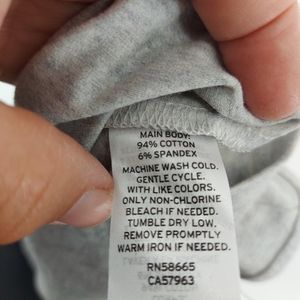 MAIN BODY:
94% COTTON
6% SPANDEX
MACHINE WASH COLD.
GENTLE CYCLE.
WITH LIKE COLORS.
ONLY NON-CHLORINE
BLEACH IF NEEDED.
TUMBLE DRY LOW.
REMOVE PROMPTLY
WARM IRON IF NEEDED.
RN58665
CA57963